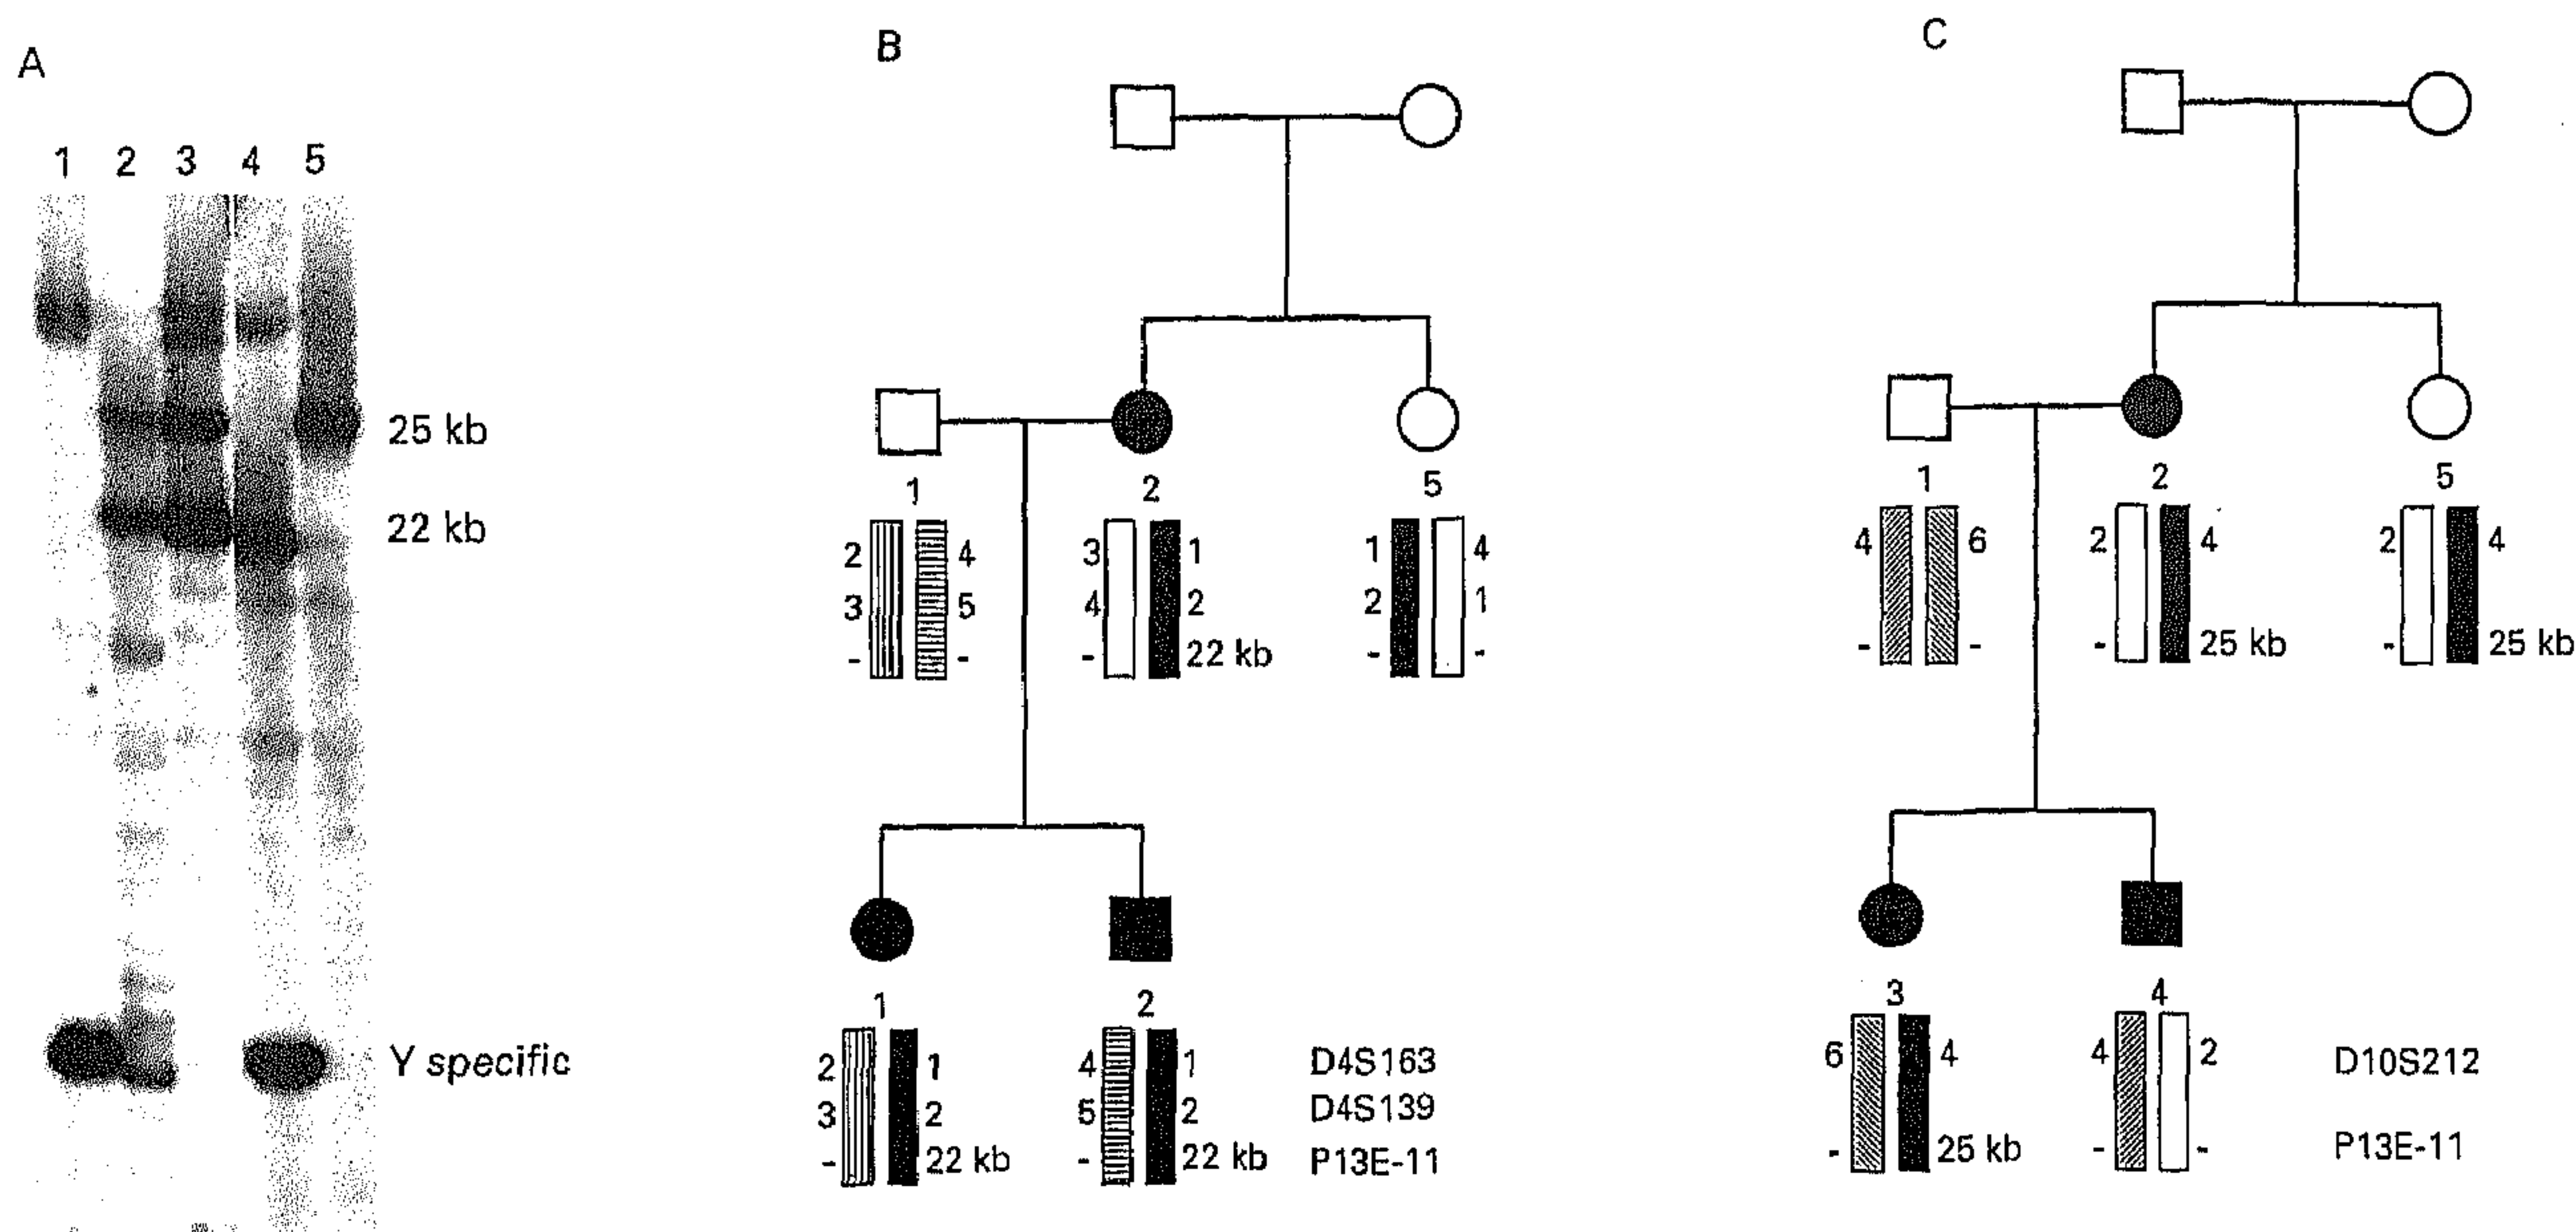 A
1 2 3 4 5
25 kb
22 kb
Y specific
B
1 2 5
2 4 3 1 1 4
3 5 4 2 2 1
- - - 22 kb - -
1 2
2 1 4 1 D4S163
3 2 5 2 D4S139
- 22 kb - 22 kb P13E-11
C
1 2 5
4 6 2 4 2 4
- - - 25 kb - 25 kb
3 4
6 4 4 2 D10S212
- 25 kb - - P13E-11